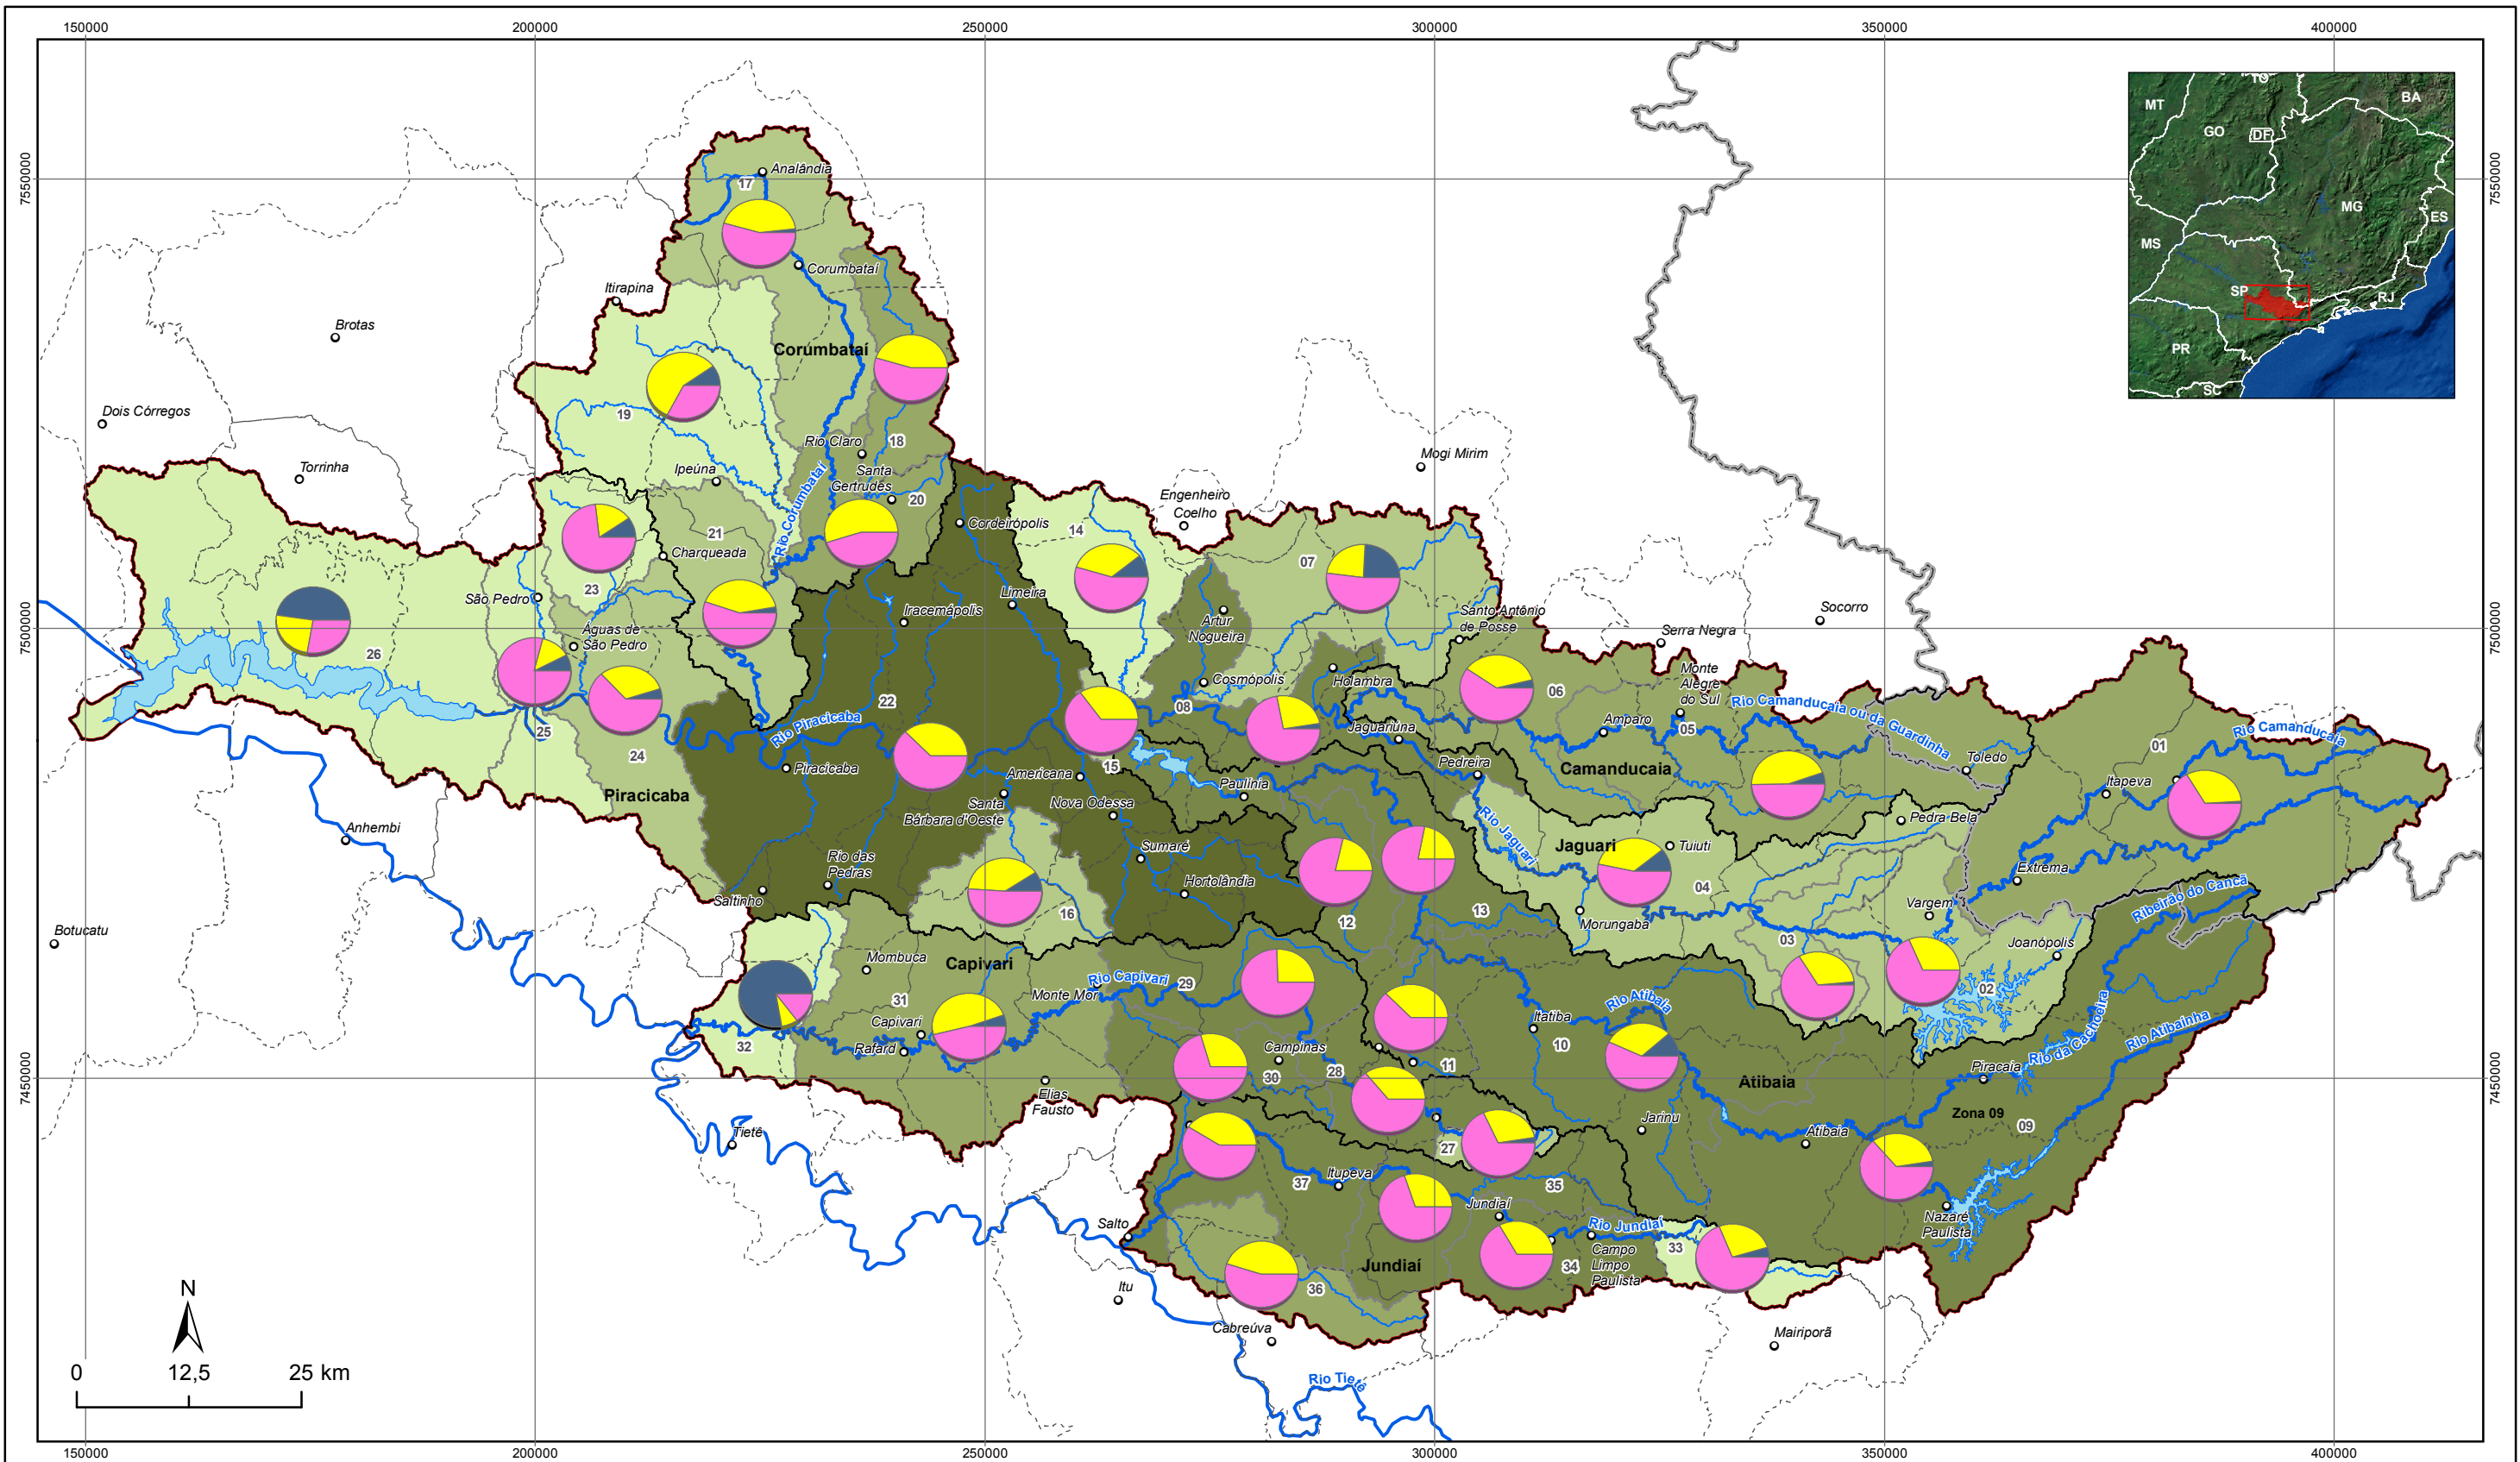 150000
200000
250000
300000
350000
400000
7550000
7550000
TO
MT
BA
GO
DF
MG
ES
MS
SP
RJ
PR
SC
Analândia
17
Corumbataí
Itirapina
Brotas
Corumbataí
Dois Córregos
19
18
Rio Claro
Mogi Mirim
Torrinha
Ipeúna
Santa
Gertrudes
Rio Corumbataí
20
Engenheiro
Coelho
Cordeirópolis
14
21
Charqueada
07
23
São Pedro
Limeira
Iracemápolis
Artur
Nogueira
Santo Antônio
de Posse
Socorro
7500000
7500000
Águas de
São Pedro
Serra Negra
26
Monte
Alegre
do Sul
Cosmópolis
Holambra
06
22
08
Rio Piracicaba
Rio Camanducaia ou da Guardinha
Rio Camanducaia
25
24
Jaguariúna
Amparo
05
01
Toledo
Piracicaba
15
Americana
Pedreira
Camanducaia
Itapeva
Paulínia
Piracicaba
Santa
Bárbara d'Oeste
Nova Odessa
Anhembi
Rio Jaguari
Pedra Bela
Sumaré
Jaguari
Tuiuti
Rio das
Pedras
Extrema
Hortolândia
04
Ribeirão do Cancã
Saltinho
16
12
13
Morungaba
Vargem
Botucatu
03
Joanópolis
Mombuca
Capivari
Rio Capivari
29
02
31
Monte Mor
Rio Atibaia
Itatiba
Capivari
Rafard
32
Campinas
10
Rio da Cachoeira
Rio Atibainha
7450000
7450000
30
28
11
Atibaia
Piracaia
Elias
Fausto
Zona 09
09
Tietê
Jarinu
Atibaia
27
Itupeva
37
35
Jundiaí
Nazaré
Paulista
Salto
Rio Jundiaí
Jundiaí
34
Campo
Limpo
Paulista
33
Itu
36
Cabreúva
Mairiporã
N
0
12,5
25 km
Rio Tietê
150000
200000
250000
300000
350000
400000